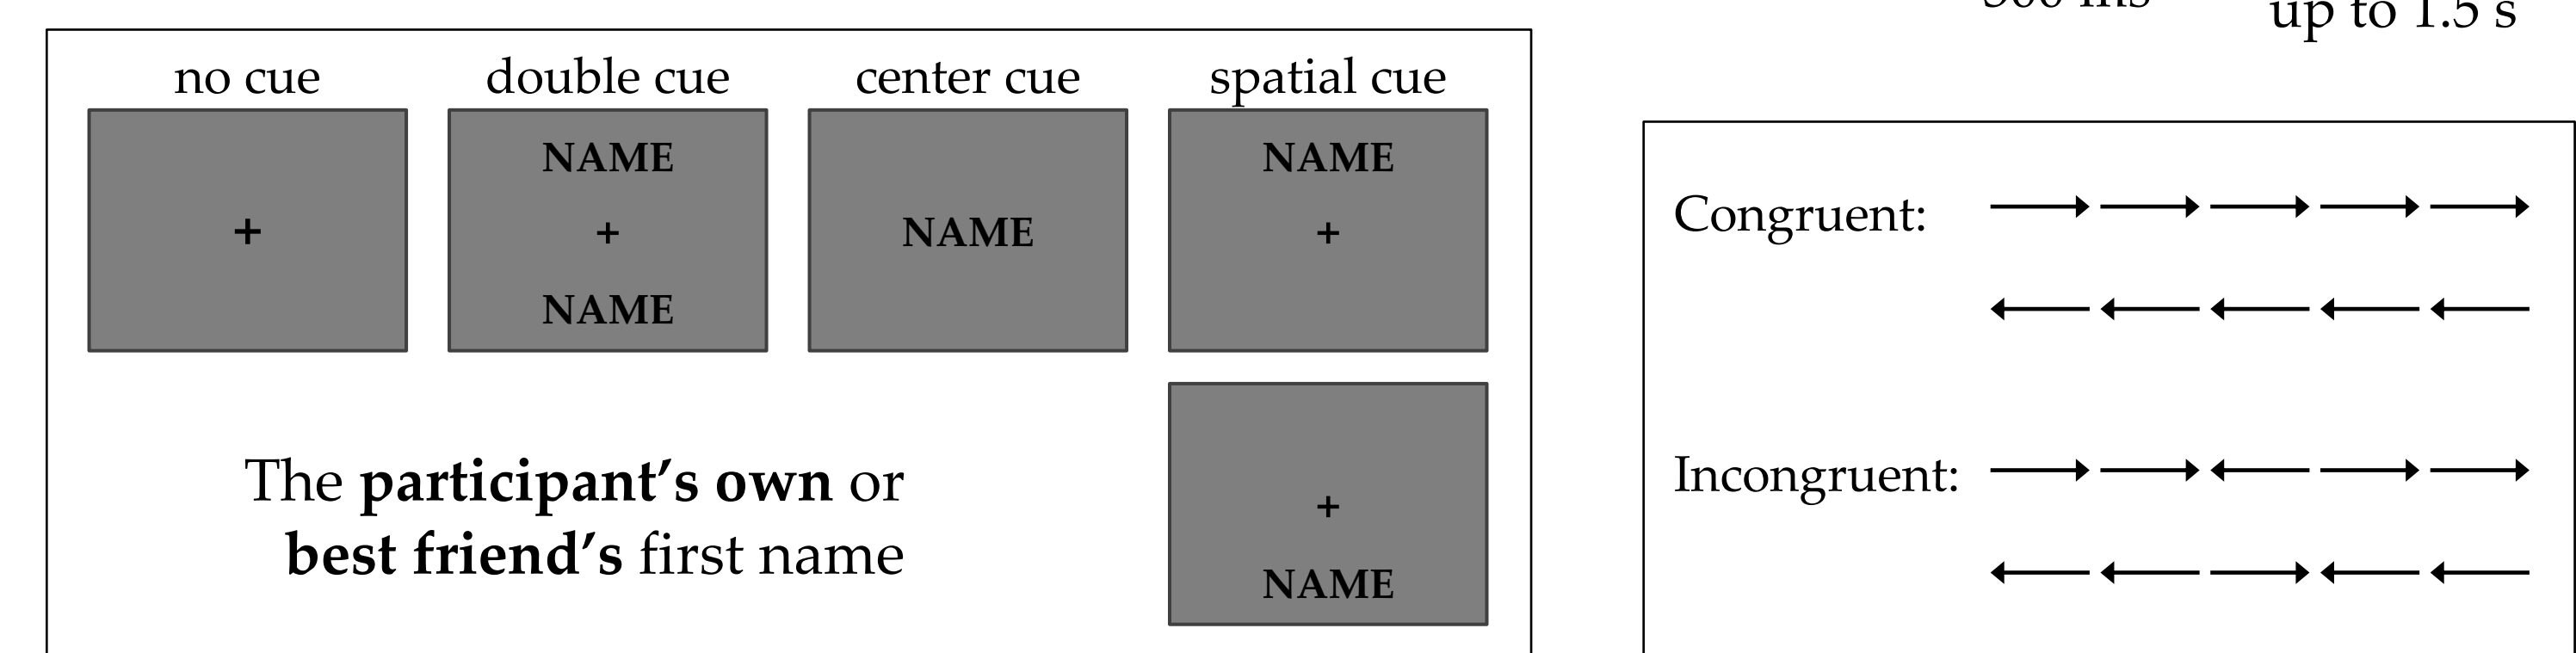 up to 1.5 s
no cue
double cue
center cue
spatial cue
+
NAME
+
NAME
NAME
NAME
+
+
NAME
The participant's own or
best friend's first name
Congruent:
Incongruent: